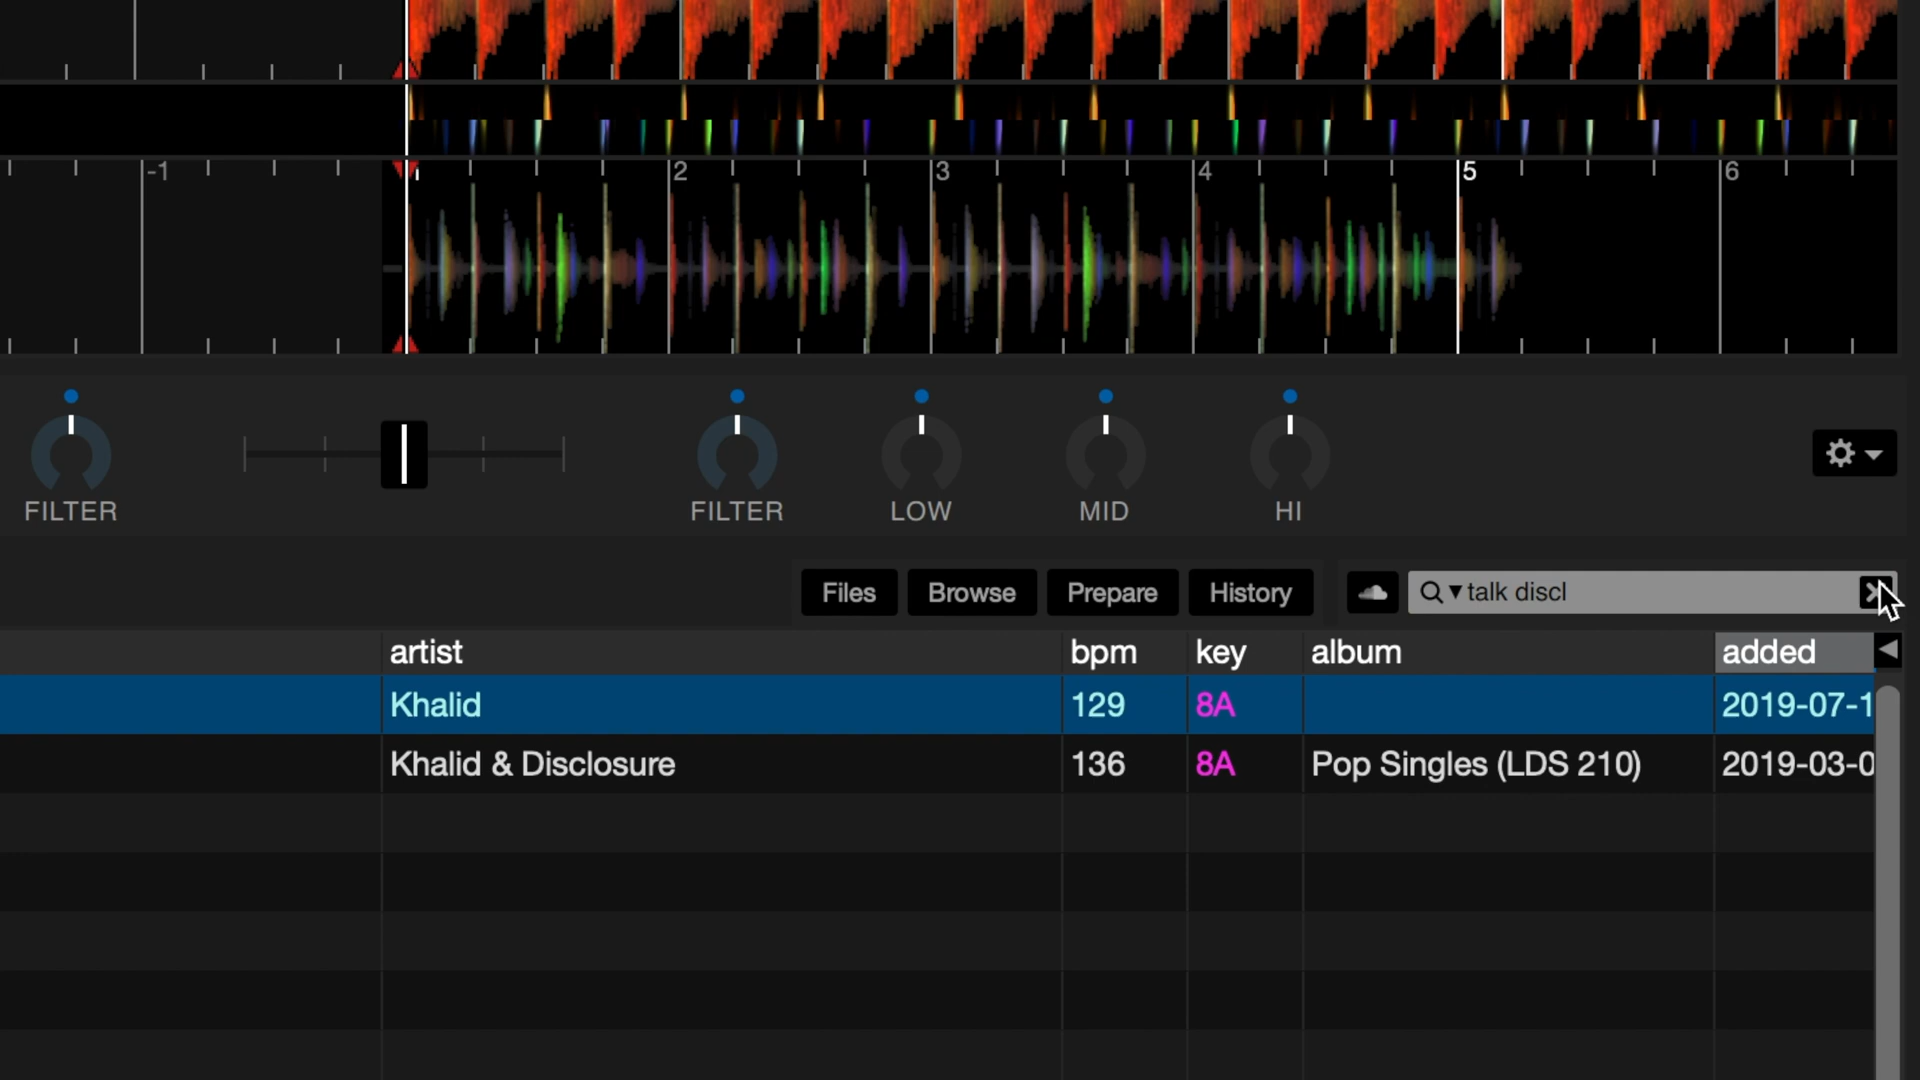 -1 1 2 3 4 5 6
FILTER FILTER LOW MID HI
Files Browse Prepare History talk discl
artist bpm key album added
Khalid 129 8A 2019-07-1
Khalid & Disclosure 136 8A Pop Singles (LDS 210) 2019-03-0